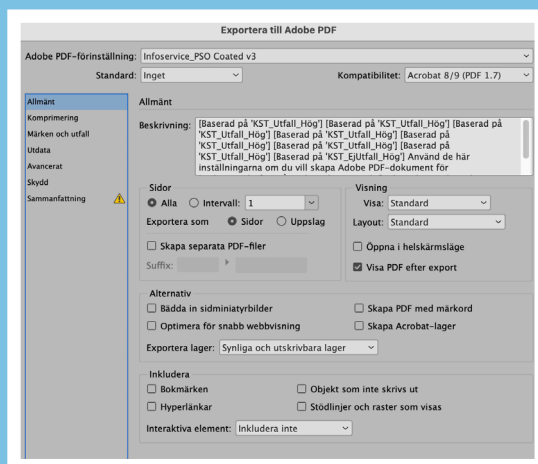 Exportera till Adobe PDF
Adobe PDF-förinställning: Infoservice_PSO Coated v3
Standard: Inget Kompatibilitet: Acrobat 8/9 (PDF 1.7)
Allmänt
Komprimering
Märken och utfall
Utdata
Avancerat
Skydd
Sammanfattning
Allmänt
Beskrivning: [Baserad på 'KST_Utfall_Hög'] [Baserad på 'KST_Utfall_Hög'] [Baserad på
'KST_Utfall_Hög'] [Baserad på 'KST_EjUtfall_Hög'] [Baserad på
'KST_Utfall_Hög'] [Baserad på 'KST_Utfall_Hög'] [Baserad på
'KST_Utfall_Hög'] [Baserad på 'KST_EjUtfall_Hög'] Använd de här
inställningarna om du vill skapa Adobe PDF-dokument för
Sidor
Alla Intervall: 1
Exportera som Sidor Uppslag
Skapa separata PDF-filer
Suffix:
Visning
Visa: Standard
Layout: Standard
Öppna i helskärmsläge
Visa PDF efter export
Alternativ
Bädda in sidminiatyrbilder Skapa PDF med märkord
Optimera för snabb webbvisning Skapa Acrobat-lager
Exportera lager: Synliga och utskrivbara lager
Inkludera
Bokmärken Objekt som inte skrivs ut
Hyperlänkar Stödlinjer och raster som visas
Interaktiva element: Inkludera inte